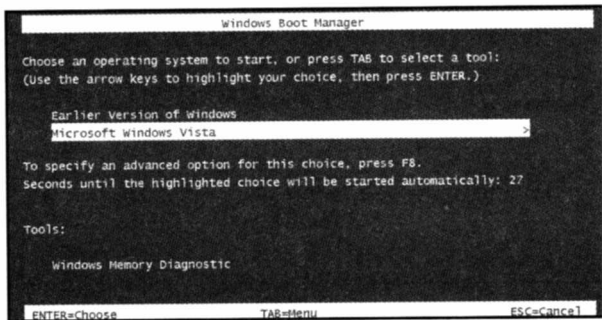 Windows Boot Manager
Choose an operating system to start, or press TAB to select a tool:
(Use the arrow keys to highlight your choice, then press ENTER.)
Earlier Version of Windows
Microsoft Windows Vista >
To specify an advanced option for this choice, press F8.
Seconds until the highlighted choice will be started automatically: 27
Tools:
Windows Memory Diagnostic
ENTER=Choose TAB=Menu ESC=Cancel